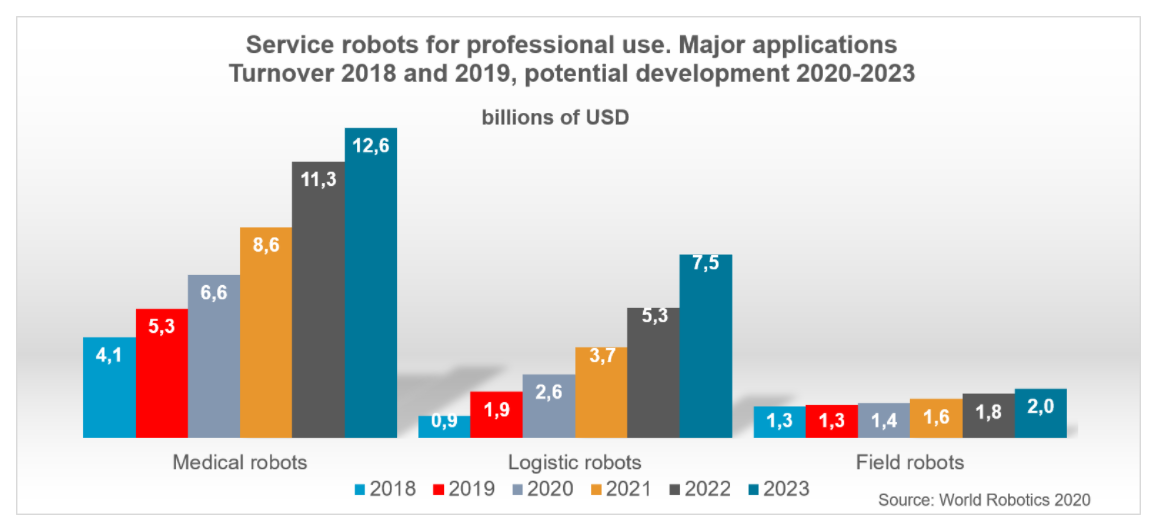 Service robots for professional use. Major applications
Turnover 2018 and 2019, potential development 2020-2023
billions of USD
4,1
5,3
6,6
8,6
11,3
12,6
0,9
1,9
2,6
3,7
5,3
7,5
1,3
1,3
1,4
1,6
1,8
2,0
Medical robots
Logistic robots
Field robots
2018 2019 2020 2021 2022 2023
Source: World Robotics 2020